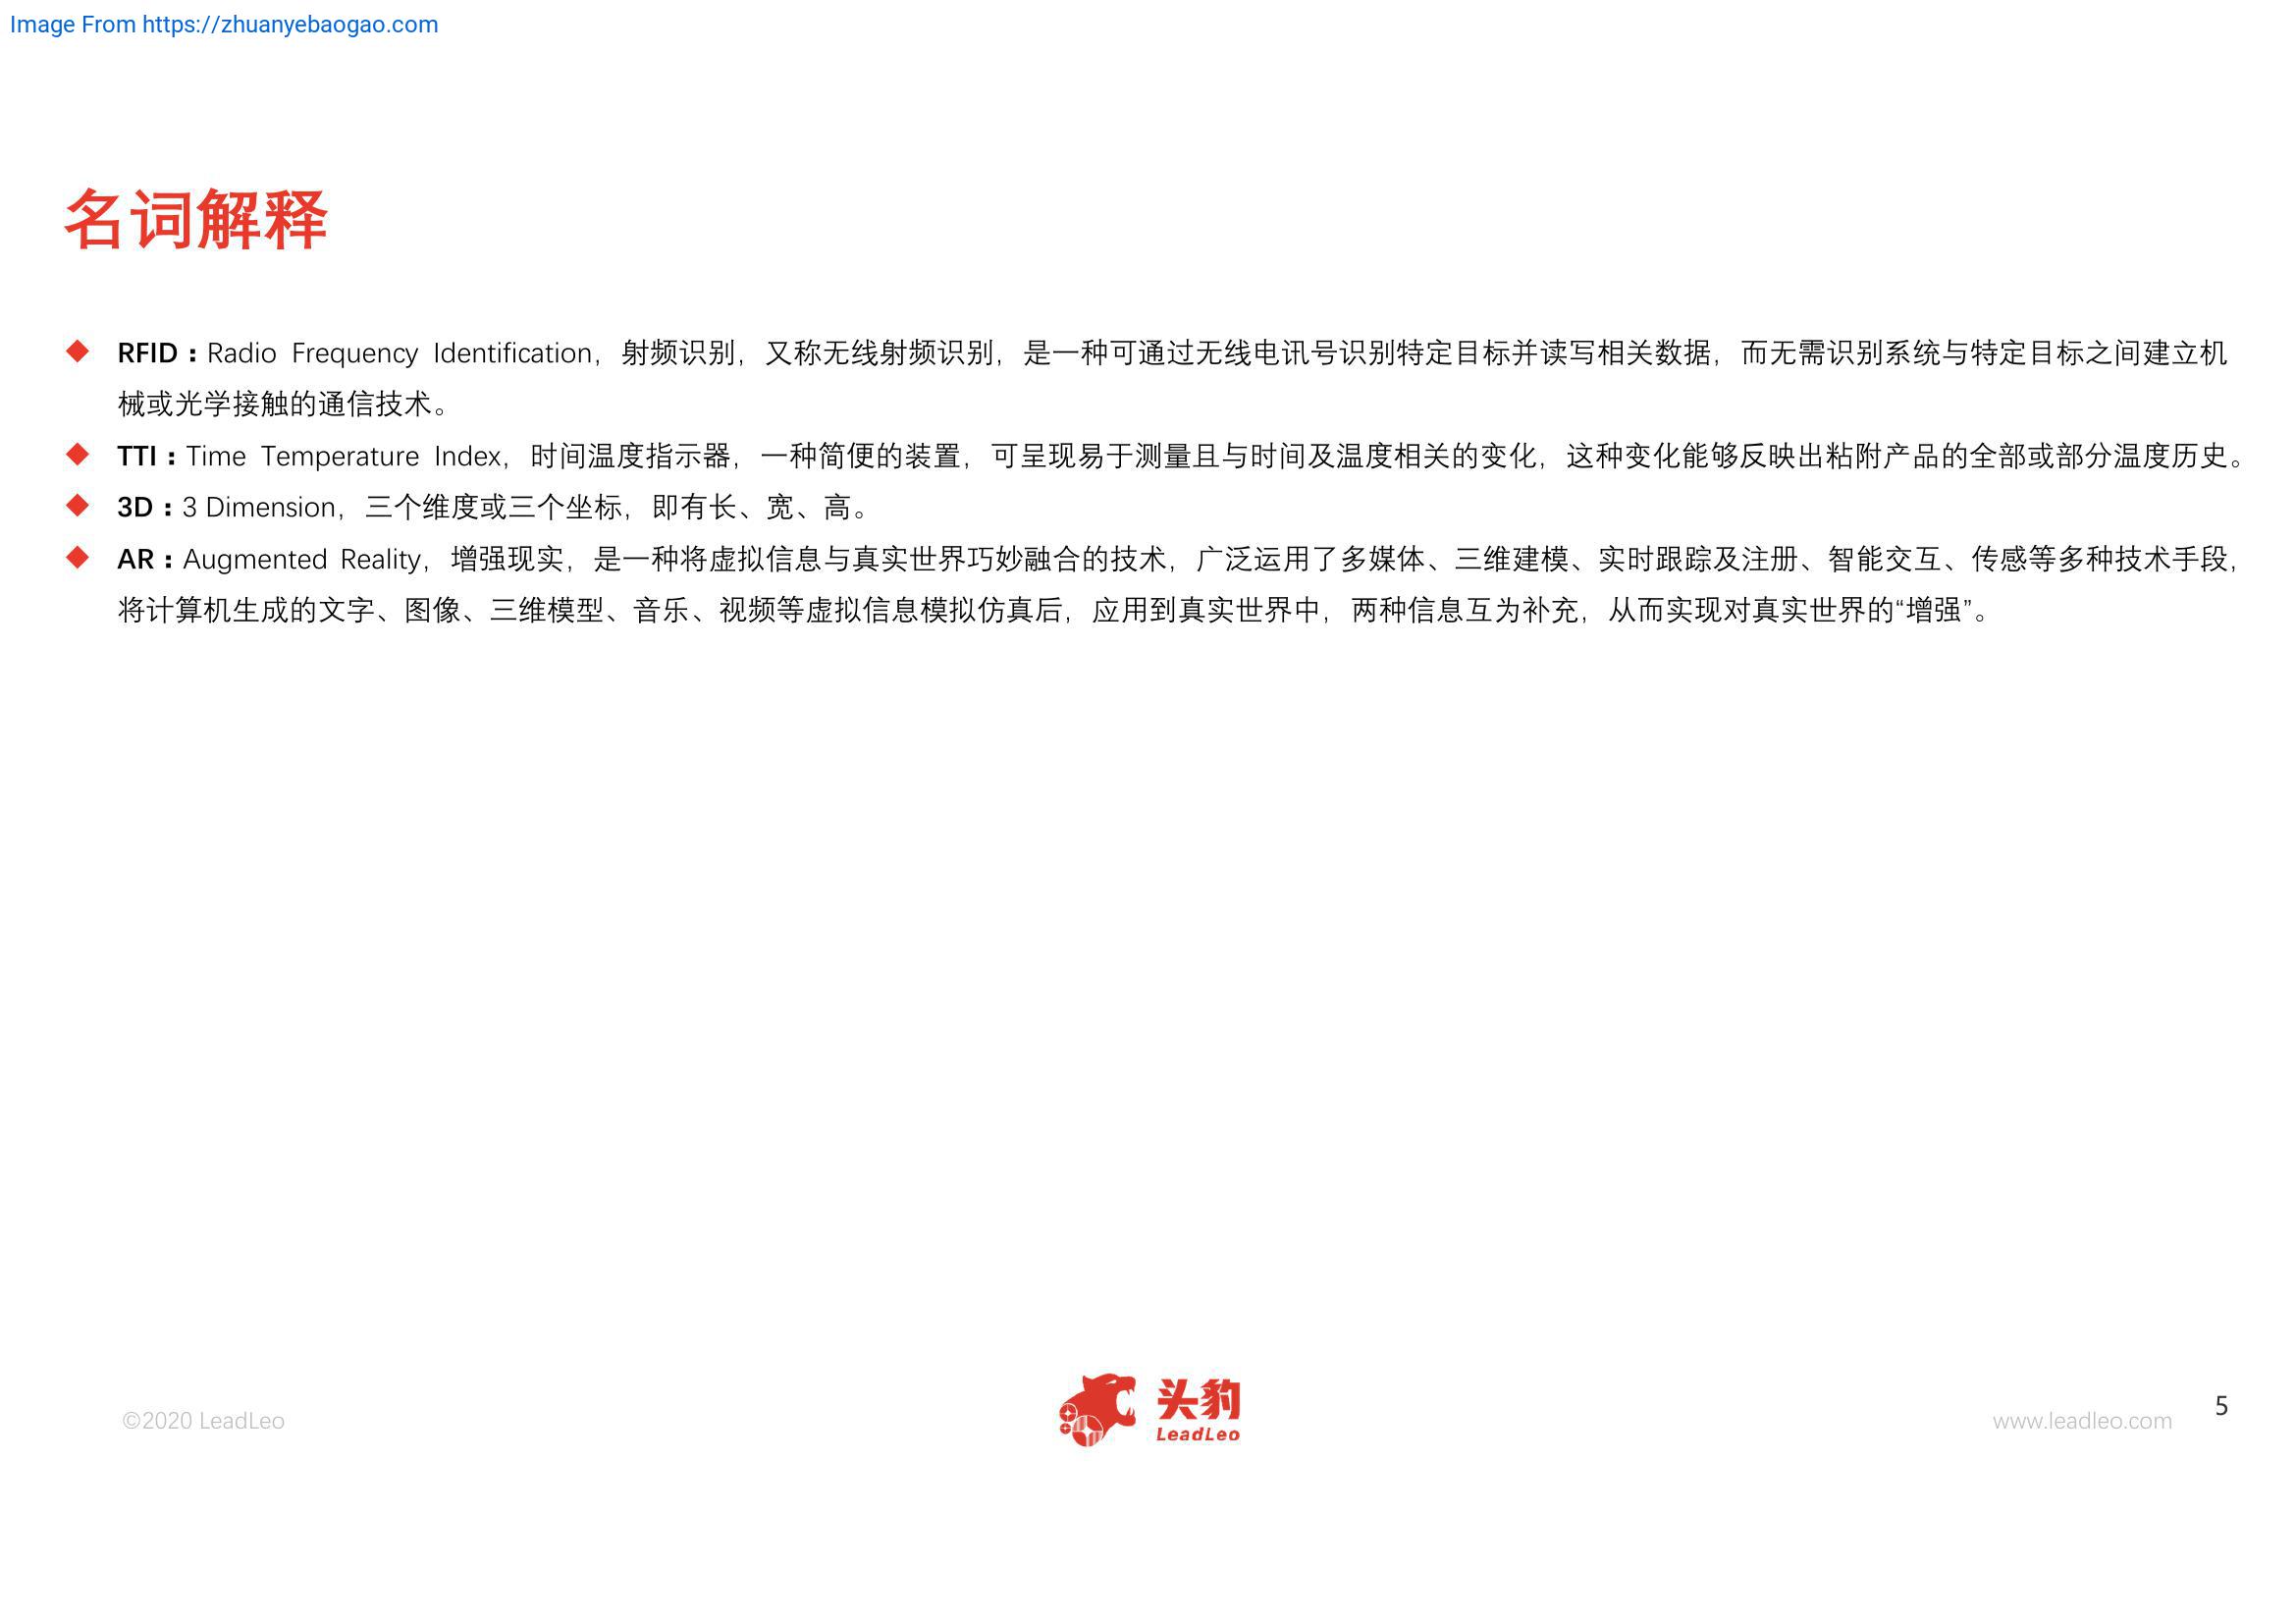 Image From https://zhuanyebaogao.com
名词解释
◆ RFID：Radio Frequency Identification，射频识别，又称无线射频识别，是一种可通过无线电讯号识别特定目标并读写相关数据，而无需识别系统与特定目标之间建立机
械或光学接触的通信技术。
◆ TTI：Time Temperature Index，时间温度指示器，一种简便的装置，可呈现易于测量且与时间及温度相关的变化，这种变化能够反映出粘附产品的全部或部分温度历史。
◆ 3D：3 Dimension，三个维度或三个坐标，即有长、宽、高。
◆ AR：Augmented Reality，增强现实，是一种将虚拟信息与真实世界巧妙融合的技术，广泛运用了多媒体、三维建模、实时跟踪及注册、智能交互、传感等多种技术手段，
将计算机生成的文字、图像、三维模型、音乐、视频等虚拟信息模拟仿真后，应用到真实世界中，两种信息互为补充，从而实现对真实世界的“增强”。
©2020 LeadLeo
头豹
LeadLeo
www.leadleo.com
5